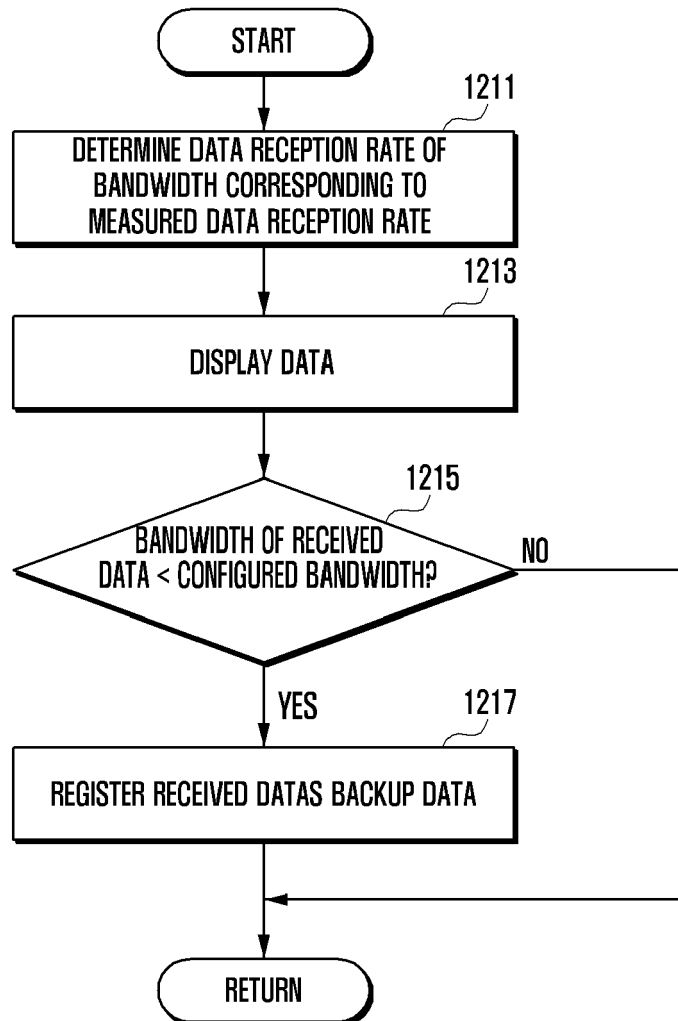 START
1211
DETERMINE DATA RECEPTION RATE OF
BANDWIDTH CORRESPONDING TO
MEASURED DATA RECEPTION RATE
1213
DISPLAY DATA
1215
BANDWIDTH OF RECEIVED
DATA < CONFIGURED BANDWIDTH?
NO
YES
1217
REGISTER RECEIVED DATAS BACKUP DATA
RETURN